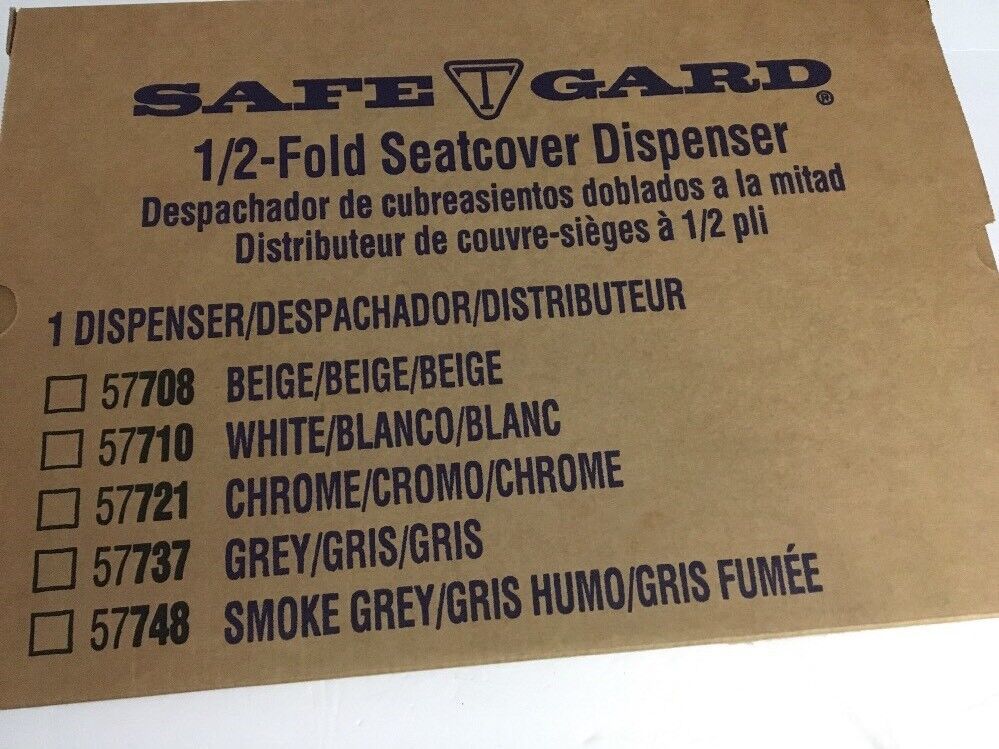 SAFE T GARD®
1/2-Fold Seatcover Dispenser
Despachador de cubreasientos doblados a la mitad
Distributeur de couvre-sièges à 1/2 pli
1 DISPENSER/DESPACHADOR/DISTRIBUTEUR
57708 BEIGE/BEIGE/BEIGE
57710 WHITE/BLANCO/BLANC
57721 CHROME/CROMO/CHROME
57737 GREY/GRIS/GRIS
57748 SMOKE GREY/GRIS HUMO/GRIS FUMÉE